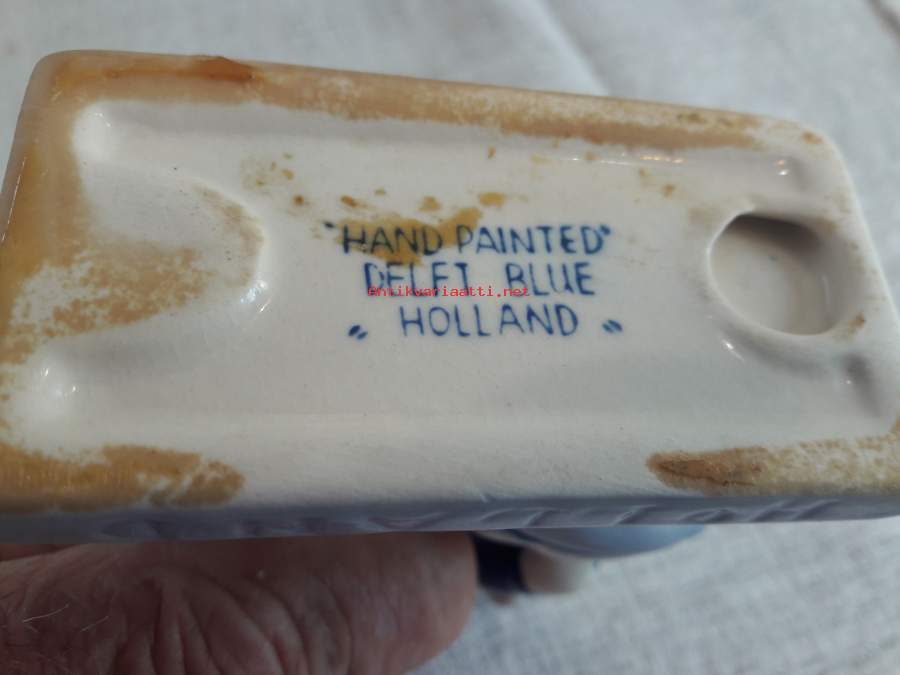 "HAND PAINTED"
DELFT BLUE
Antikvariaatti.net
" HOLLAND "